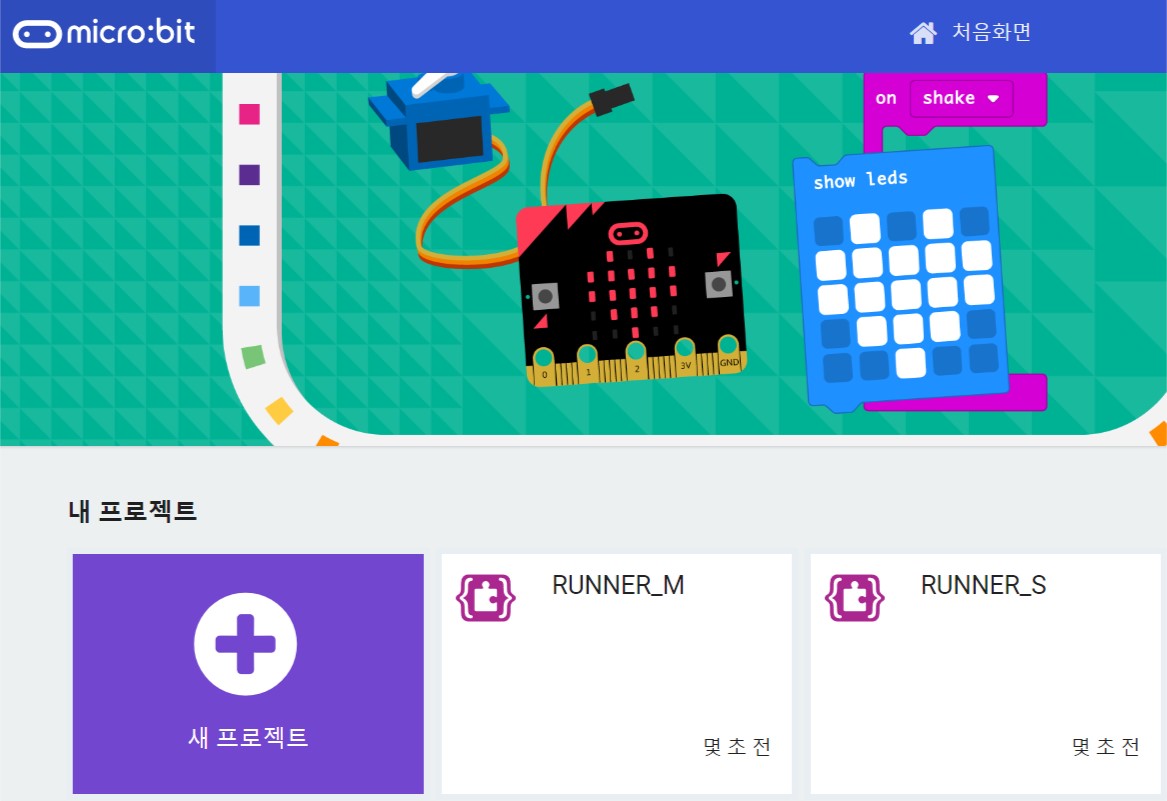 micro:bit
처음화면
on shake
show leds
0 1 2 3V GND
내 프로젝트
새 프로젝트
RUNNER_M
몇 초 전
RUNNER_S
몇 초 전